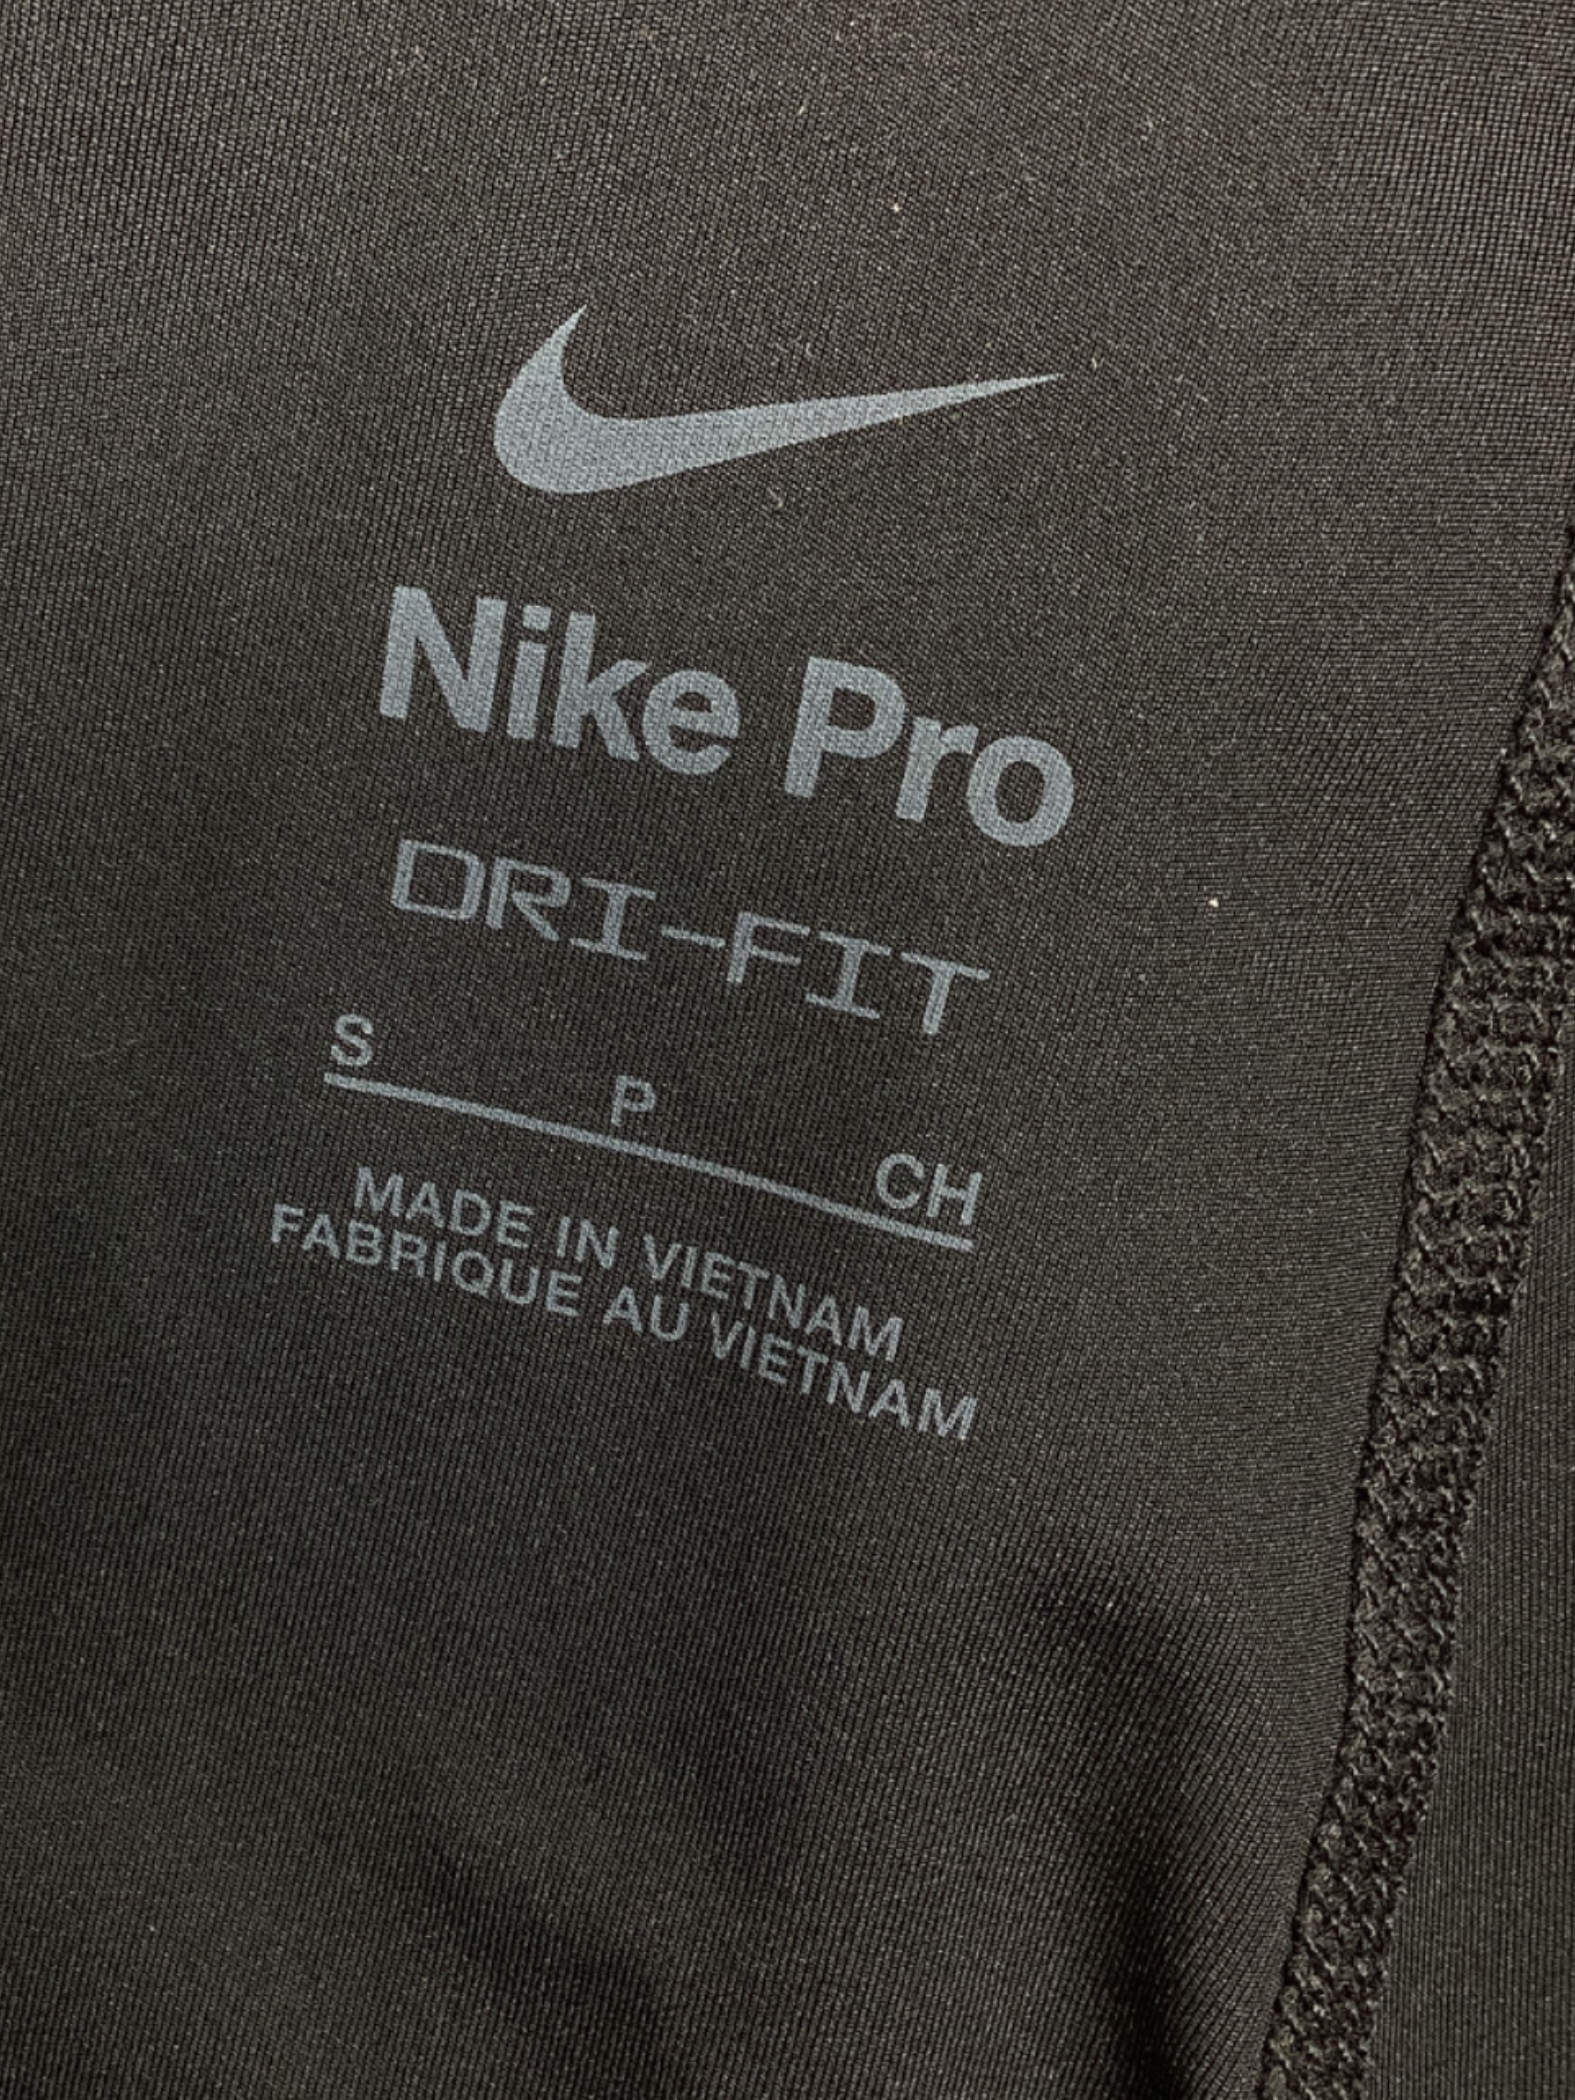 Nike Pro
DRI-FIT
S P CH
MADE IN VIETNAM
FABRIQUE AU VIETNAM